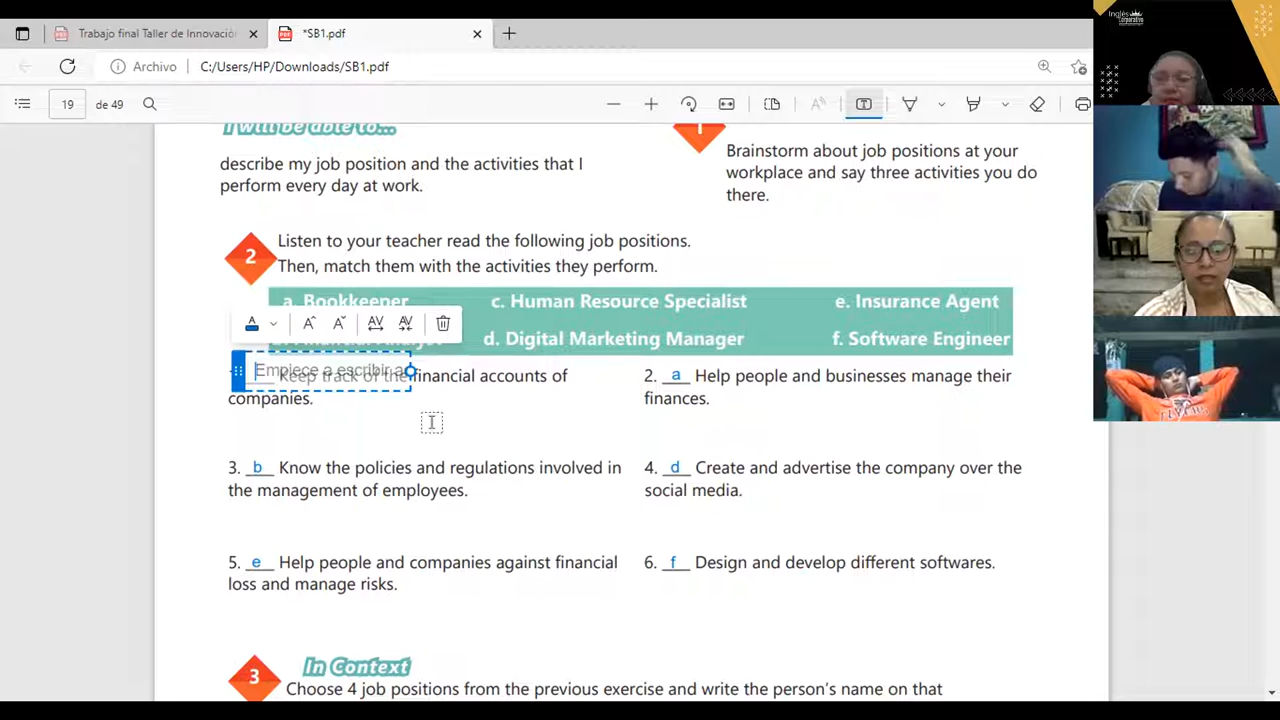 Trabajo final Taller de Innovación
*SB1.pdf
Archivo
C:/Users/HP/Downloads/SB1.pdf
19
de 49
Inglés
Corporativo
I will be able to...
describe my job position and the activities that I
perform every day at work.
1
Brainstorm about job positions at your
workplace and say three activities you do
there.
2
Listen to your teacher read the following job positions.
Then, match them with the activities they perform.
a. Bookkeeper
c. Human Resource Specialist
e. Insurance Agent
d. Digital Marketing Manager
f. Software Engineer
Empiece a escribir a
Keep track of the financial accounts of
companies.
2. a Help people and businesses manage their
finances.
3. b Know the policies and regulations involved in
the management of employees.
4. d Create and advertise the company over the
social media.
5. e Help people and companies against financial
loss and manage risks.
6. f Design and develop different softwares.
3
In Context
Choose 4 job positions from the previous exercise and write the person's name on that